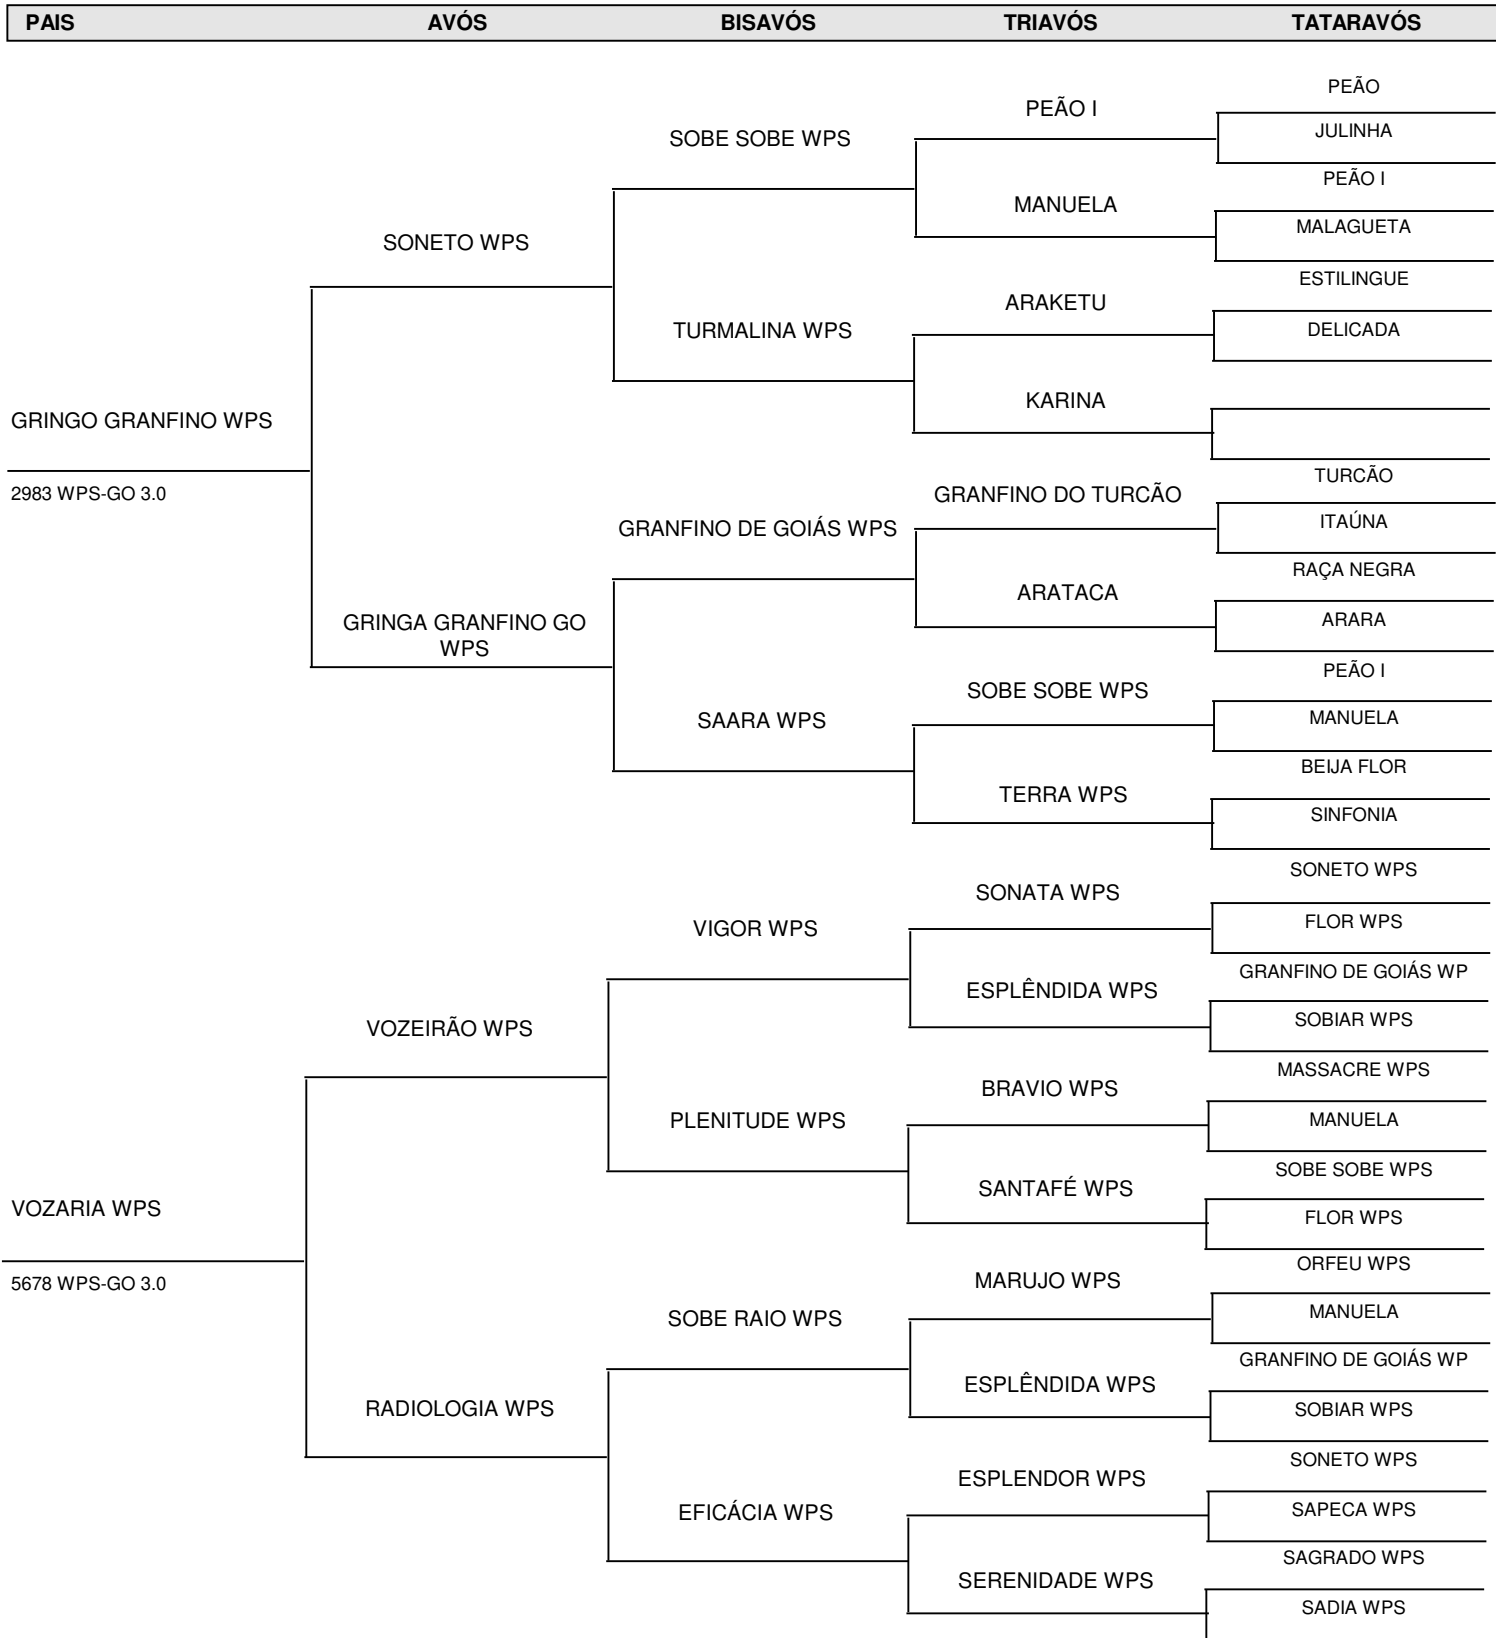 PAIS AVÓS BISAVÓS TRIAVÓS TATARAVÓS
PEÃO
PEÃO I
JULINHA
SOBE SOBE WPS
PEÃO I
MANUELA
MALAGUETA
SONETO WPS
ESTILINGUE
ARAKETU
DELICADA
TURMALINA WPS
KARINA
GRINGO GRANFINO WPS
2983 WPS-GO 3.0
TURCÃO
GRANFINO DO TURCÃO
ITAÚNA
GRANFINO DE GOIÁS WPS
RAÇA NEGRA
ARATACA
ARARA
GRINGA GRANFINO GO
WPS
PEÃO I
SOBE SOBE WPS
MANUELA
SAARA WPS
BEIJA FLOR
TERRA WPS
SINFONIA
SONETO WPS
SONATA WPS
FLOR WPS
VIGOR WPS
GRANFINO DE GOIÁS WP
ESPLÊNDIDA WPS
SOBIAR WPS
VOZEIRÃO WPS
MASSACRE WPS
BRAVIO WPS
MANUELA
PLENITUDE WPS
SOBE SOBE WPS
SANTAFÉ WPS
FLOR WPS
VOZARIA WPS
5678 WPS-GO 3.0
ORFEU WPS
MARUJO WPS
MANUELA
SOBE RAIO WPS
GRANFINO DE GOIÁS WP
ESPLÊNDIDA WPS
SOBIAR WPS
RADIOLOGIA WPS
SONETO WPS
ESPLENDOR WPS
SAPECA WPS
EFICÁCIA WPS
SAGRADO WPS
SERENIDADE WPS
SADIA WPS